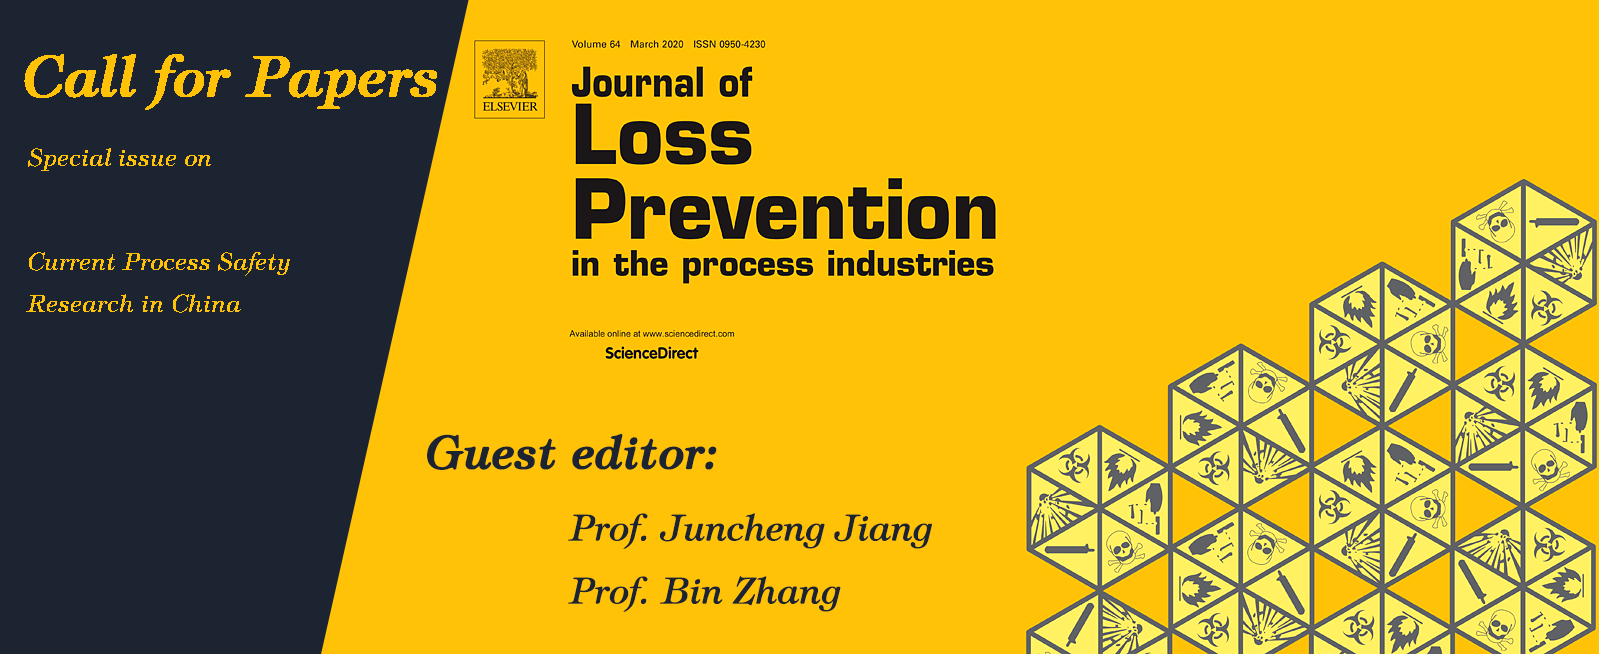 Call for Papers
Special issue on
Current Process Safety
Research in China
ELSEVIER
Volume 64 March 2020 ISSN 0950-4230
Journal of
Loss
Prevention
in the process industries
Available online at www.sciencedirect.com
ScienceDirect
Guest editor:
Prof. Juncheng Jiang
Prof. Bin Zhang